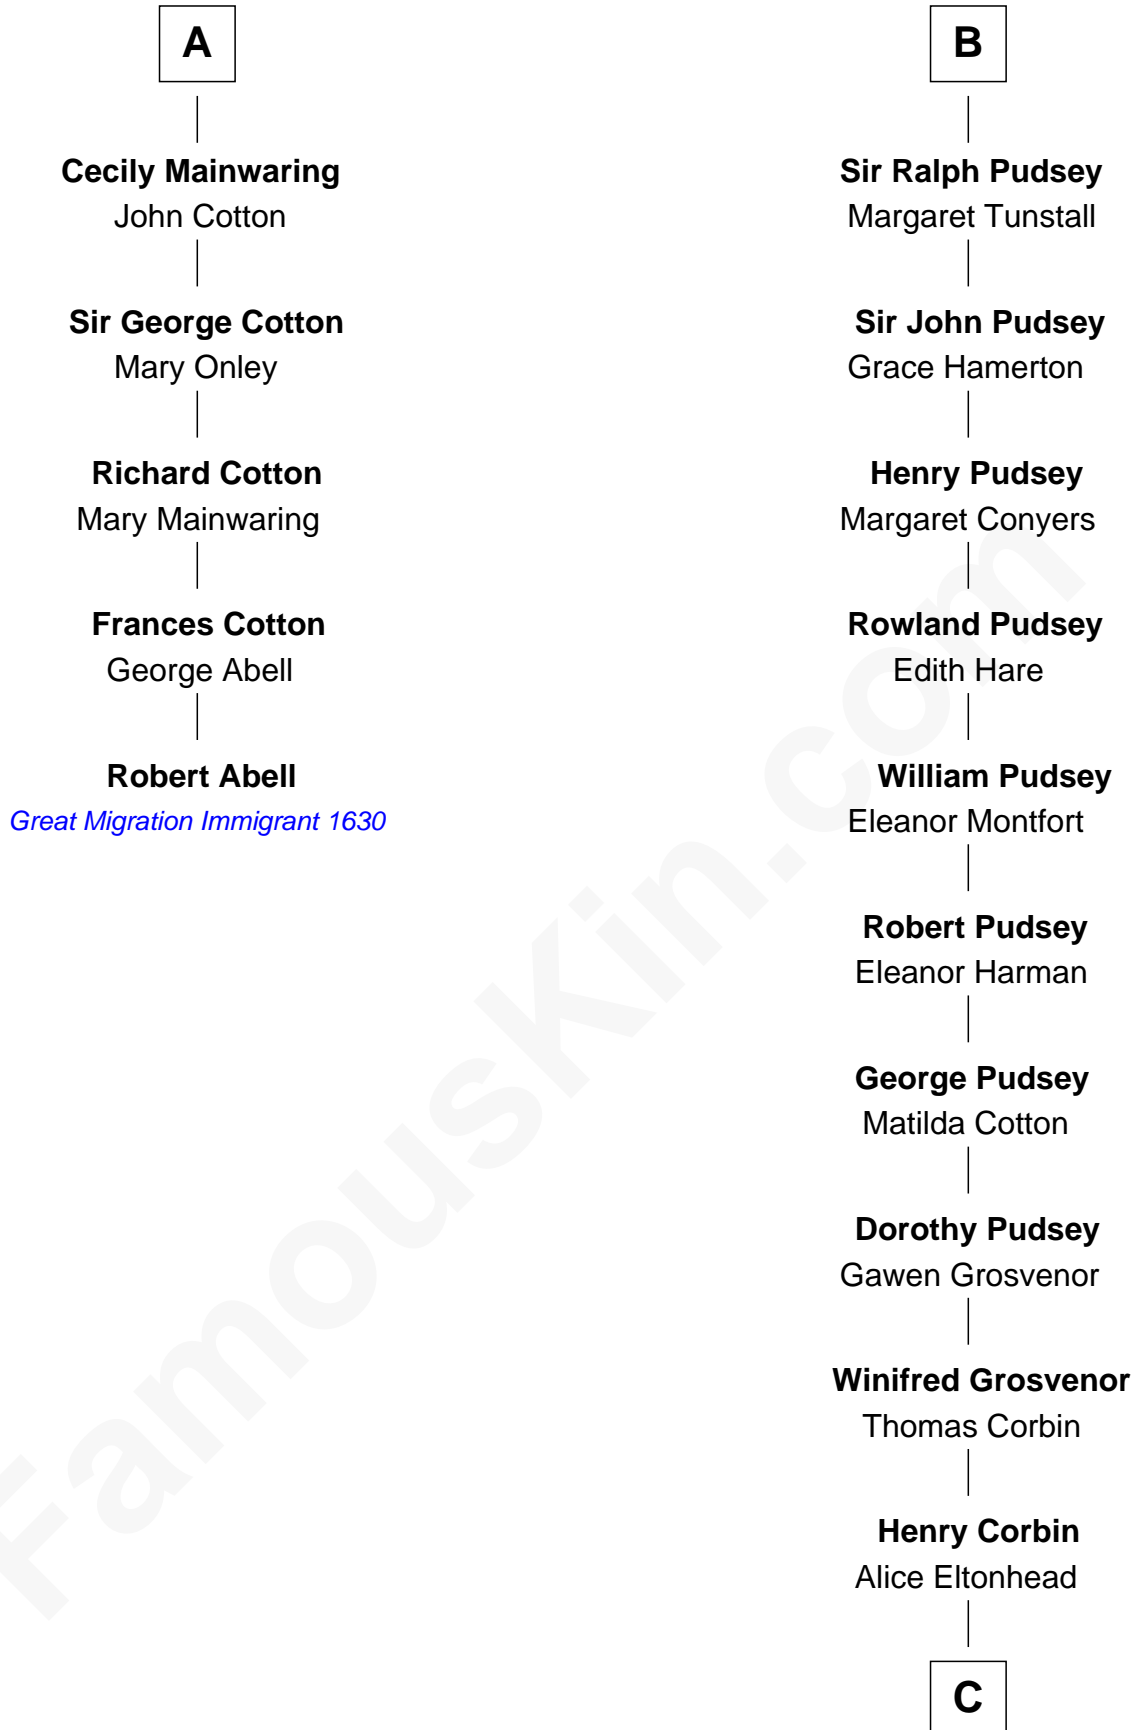 A
Cecily Mainwaring
John Cotton
Sir George Cotton
Mary Onley
Richard Cotton
Mary Mainwaring
Frances Cotton
George Abell
Robert Abell
Great Migration Immigrant 1630
B
Sir Ralph Pudsey
Margaret Tunstall
Sir John Pudsey
Grace Hamerton
Henry Pudsey
Margaret Conyers
Rowland Pudsey
Edith Hare
William Pudsey
Eleanor Montfort
Robert Pudsey
Eleanor Harman
George Pudsey
Matilda Cotton
Dorothy Pudsey
Gawen Grosvenor
Winifred Grosvenor
Thomas Corbin
Henry Corbin
Alice Eltonhead
C
FamousKin.com